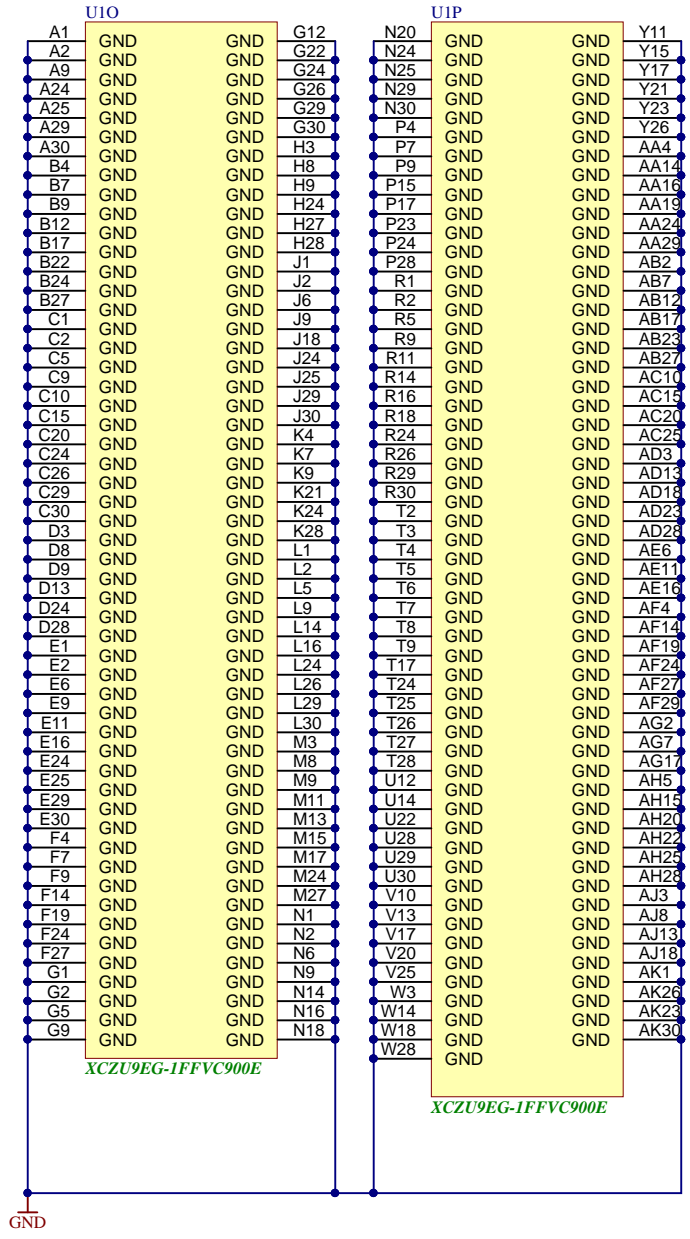 U1O
A1 GND GND G12
A2 GND GND G22
A9 GND GND G24
A24 GND GND G26
A25 GND GND G29
A29 GND GND G30
A30 GND GND H3
B4 GND GND H8
B7 GND GND H9
B9 GND GND H24
B12 GND GND H27
B17 GND GND H28
B22 GND GND J1
B24 GND GND J2
B27 GND GND J6
C1 GND GND J9
C2 GND GND J18
C5 GND GND J24
C9 GND GND J25
C10 GND GND J29
C15 GND GND J30
C20 GND GND K4
C24 GND GND K7
C26 GND GND K9
C29 GND GND K21
C30 GND GND K24
D3 GND GND K28
D8 GND GND L1
D9 GND GND L2
D13 GND GND L5
D24 GND GND L9
D28 GND GND L14
E1 GND GND L16
E2 GND GND L24
E6 GND GND L26
E9 GND GND L29
E11 GND GND L30
E16 GND GND M3
E24 GND GND M8
E25 GND GND M9
E29 GND GND M11
E30 GND GND M13
F4 GND GND M15
F7 GND GND M17
F9 GND GND M24
F14 GND GND M27
F19 GND GND N1
F24 GND GND N2
F27 GND GND N6
G1 GND GND N9
G2 GND GND N14
G5 GND GND N16
G9 GND GND N18
XCZU9EG-1FFVC900E
U1P
N20 GND GND Y11
N24 GND GND Y15
N25 GND GND Y17
N29 GND GND Y21
N30 GND GND Y23
P4 GND GND Y26
P7 GND GND AA4
P9 GND GND AA14
P15 GND GND AA16
P17 GND GND AA19
P23 GND GND AA24
P24 GND GND AA29
P28 GND GND AB2
R1 GND GND AB7
R2 GND GND AB12
R5 GND GND AB17
R9 GND GND AB23
R11 GND GND AB27
R14 GND GND AC10
R16 GND GND AC15
R18 GND GND AC20
R24 GND GND AC25
R26 GND GND AD3
R29 GND GND AD13
R30 GND GND AD18
T2 GND GND AD23
T3 GND GND AD28
T4 GND GND AE6
T5 GND GND AE11
T6 GND GND AE16
T7 GND GND AF4
T8 GND GND AF14
T9 GND GND AF19
T17 GND GND AF24
T24 GND GND AF27
T25 GND GND AF29
T26 GND GND AG2
T27 GND GND AG7
T28 GND GND AG17
U12 GND GND AH5
U14 GND GND AH15
U22 GND GND AH20
U28 GND GND AH22
U29 GND GND AH25
U30 GND GND AH28
V10 GND GND AJ3
V13 GND GND AJ8
V17 GND GND AJ13
V20 GND GND AJ18
V25 GND GND AK1
W3 GND GND AK26
W14 GND GND AK23
W18 GND GND AK30
W28 GND
XCZU9EG-1FFVC900E
GND